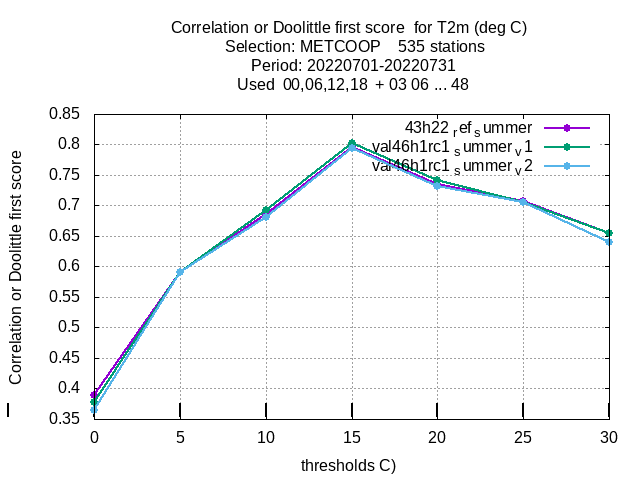 Correlation or Doolittle first score  for T2m (deg C)
Selection: METCOOP    535 stations
Period: 20220701-20220731
Used  00,06,12,18  + 03 06 ... 48
Correlation or Doolittle first score
0.85
0.8
0.75
0.7
0.65
0.6
0.55
0.5
0.45
0.4
0.35
43h22 ref summer
val46h1rc1 summer v1
val46h1rc1 summer v2
0 5 10 15 20 25 30
thresholds C)